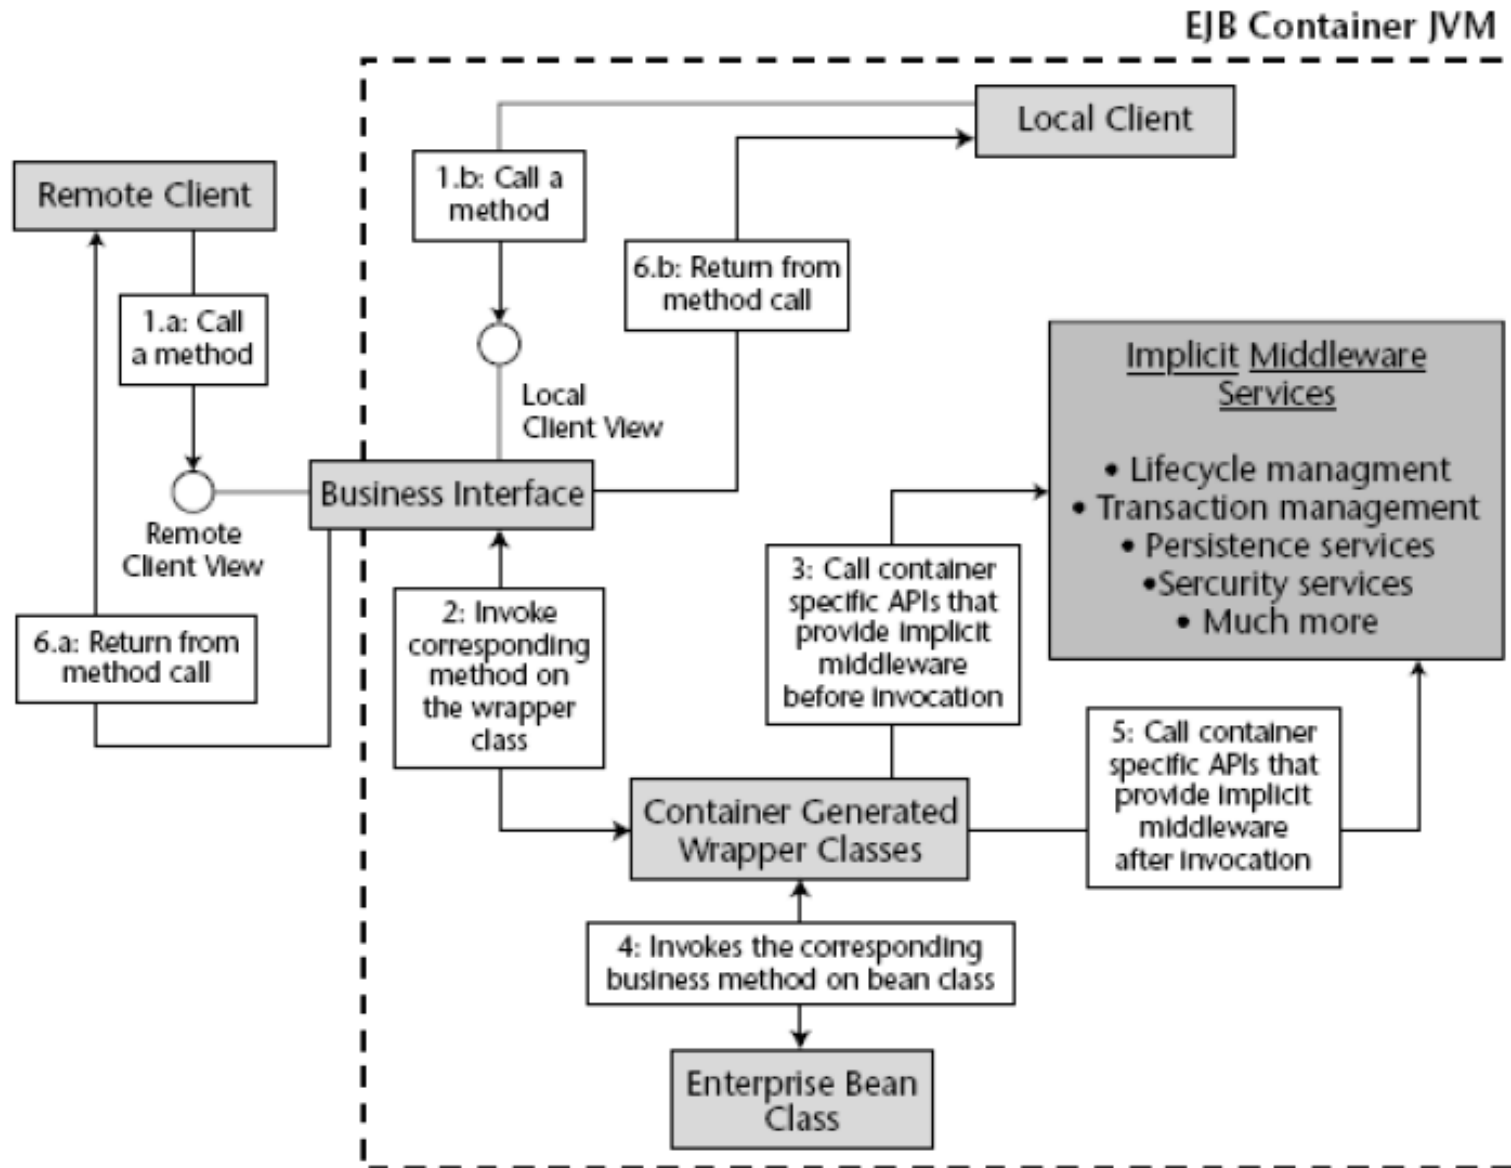 EJB Container JVM
Local Client
Remote Client
1.b: Call a
method
6.b: Return from
method call
1.a: Call
a method
Local
Client View
Implicit Middleware
Services
• Lifecycle managment
• Transaction management
• Persistence services
•Sercurity services
• Much more
Business Interface
Remote
Client View
3: Call container
specific APIs that
provide implicit
middleware
before invocation
2: Invoke
corresponding
method on
the wrapper
class
6.a: Return from
method call
5: Call container
specific APIs that
provide implicit
middleware
after invocation
Container Generated
Wrapper Classes
4: Invokes the corresponding
business method on bean class
Enterprise Bean
Class